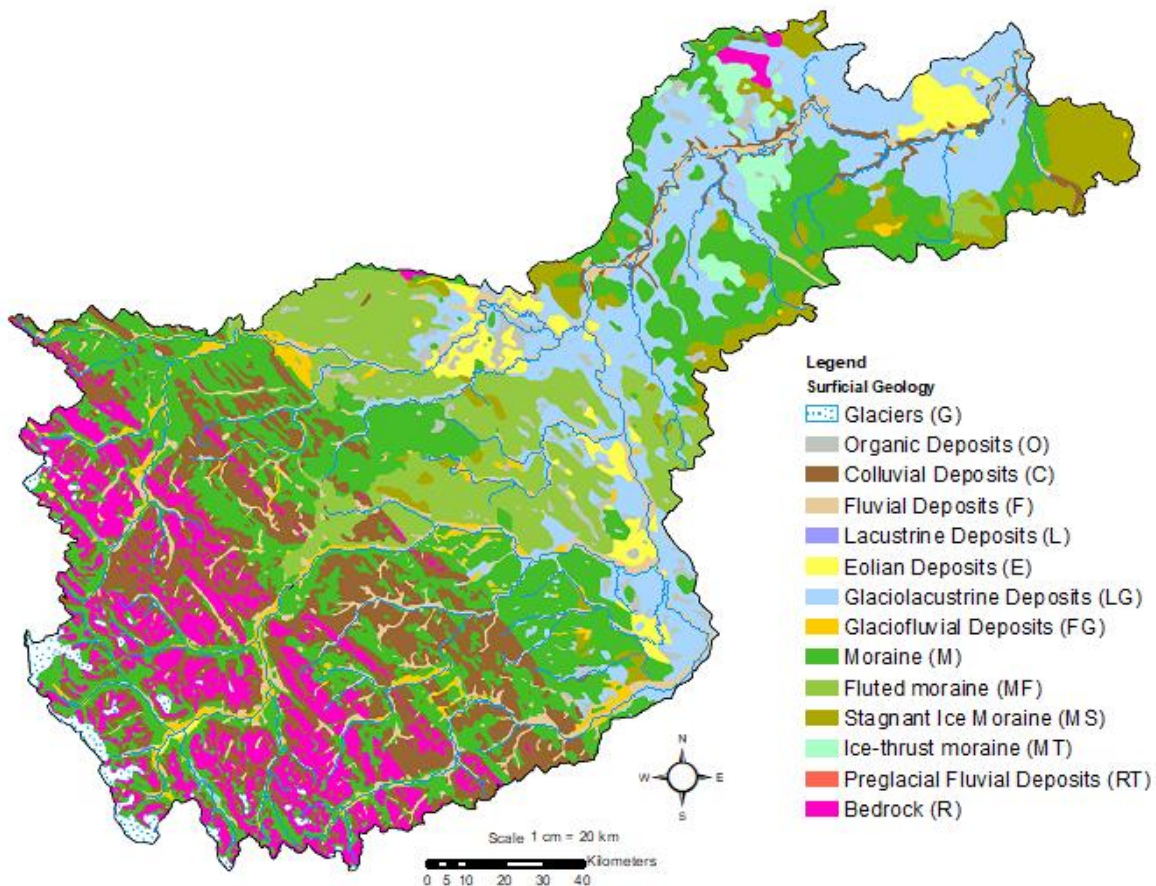 Legend
Surficial Geology
Glaciers (G)
Organic Deposits (O)
Colluvial Deposits (C)
Fluvial Deposits (F)
Lacustrine Deposits (L)
Eolian Deposits (E)
Glaciolacustrine Deposits (LG)
Glaciofluvial Deposits (FG)
Moraine (M)
Fluted moraine (MF)
Stagnant Ice Moraine (MS)
Ice-thrust moraine (MT)
Preglacial Fluvial Deposits (RT)
Bedrock (R)
N
W E
S
Scale 1 cm = 20 km
Kilometers
0 5 10 20 30 40